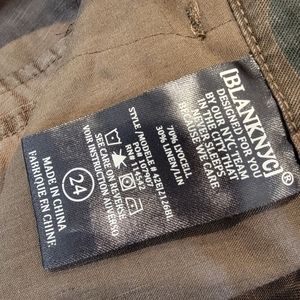 [BLANKNYC]®
DESIGNED FOR YOU
BY OUR NYC TEAM
IN THE CITY THAT
NEVER SLEEPS
BECAUSE WE CARE
70% LYOCELL
30% LINEN/LIN
STYLE/MODELE#
SEE CARE ON REVERSE
VOIR INSTRUCTION AU VERSO
24
MADE IN CHINA
FABRIQUE EN CHINE